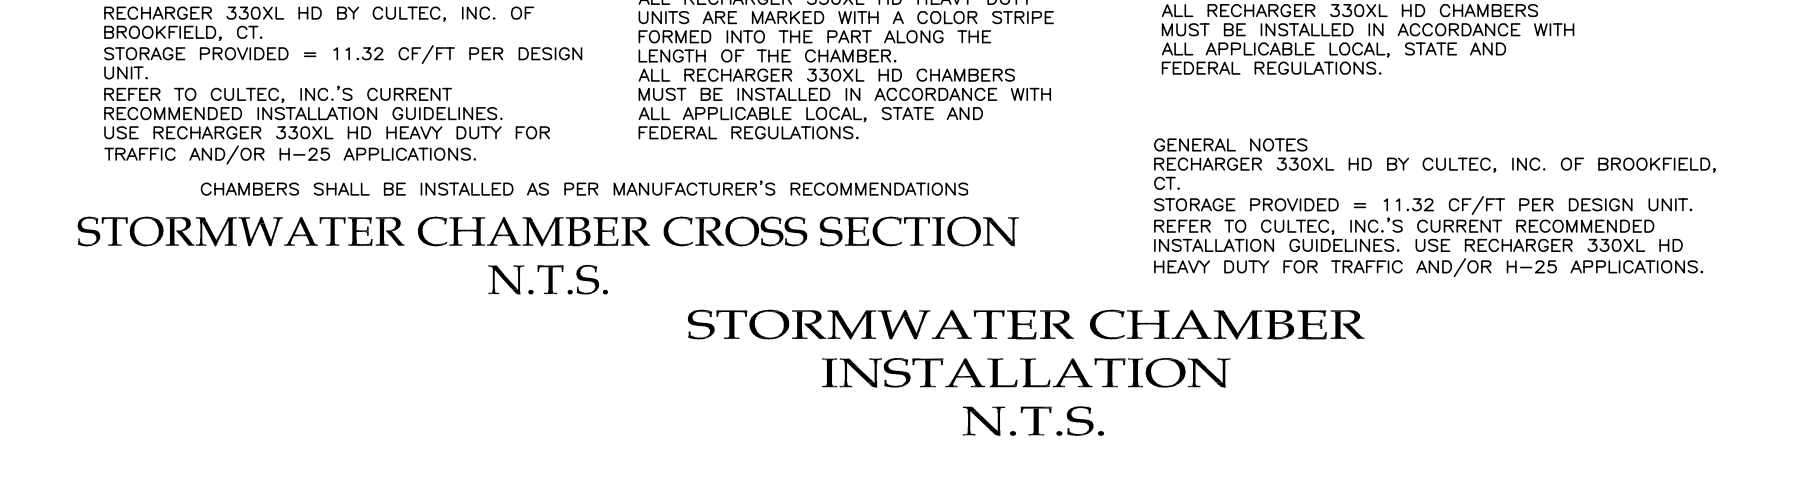 RECHARGER 330XL HD BY CULTEC, INC. OF
BROOKFIELD, CT.
STORAGE PROVIDED = 11.32 CF/FT PER DESIGN
UNIT.
REFER TO CULTEC, INC.'S CURRENT
RECOMMENDED INSTALLATION GUIDELINES.
USE RECHARGER 330XL HD HEAVY DUTY FOR
TRAFFIC AND/OR H-25 APPLICATIONS.
ALL RECHARGER 330XL HD HEAVY DUTY
UNITS ARE MARKED WITH A COLOR STRIPE
FORMED INTO THE PART ALONG THE
LENGTH OF THE CHAMBER.
ALL RECHARGER 330XL HD CHAMBERS
MUST BE INSTALLED IN ACCORDANCE WITH
ALL APPLICABLE LOCAL, STATE AND
FEDERAL REGULATIONS.
CHAMBERS SHALL BE INSTALLED AS PER MANUFACTURER'S RECOMMENDATIONS
STORMWATER CHAMBER CROSS SECTION
N.T.S.
ALL RECHARGER 330XL HD CHAMBERS
MUST BE INSTALLED IN ACCORDANCE WITH
ALL APPLICABLE LOCAL, STATE AND
FEDERAL REGULATIONS.
GENERAL NOTES
RECHARGER 330XL HD BY CULTEC, INC. OF BROOKFIELD,
CT.
STORAGE PROVIDED = 11.32 CF/FT PER DESIGN UNIT.
REFER TO CULTEC, INC.'S CURRENT RECOMMENDED
INSTALLATION GUIDELINES. USE RECHARGER 330XL HD
HEAVY DUTY FOR TRAFFIC AND/OR H-25 APPLICATIONS.
STORMWATER CHAMBER
INSTALLATION
N.T.S.